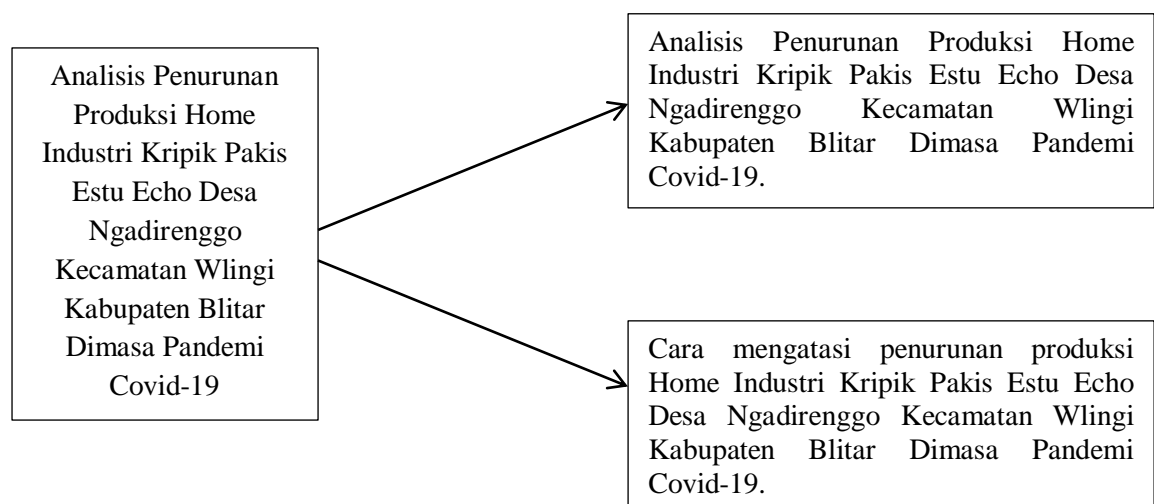 Analisis Penurunan
Produksi Home
Industri Kripik Pakis
Estu Echo Desa
Ngadirenggo
Kecamatan Wlingi
Kabupaten Blitar
Dimasa Pandemi
Covid-19
Analisis Penurunan Produksi Home
Industri Kripik Pakis Estu Echo Desa
Ngadirenggo Kecamatan Wlingi
Kabupaten Blitar Dimasa Pandemi
Covid-19.
Cara mengatasi penurunan produksi
Home Industri Kripik Pakis Estu Echo
Desa Ngadirenggo Kecamatan Wlingi
Kabupaten Blitar Dimasa Pandemi
Covid-19.